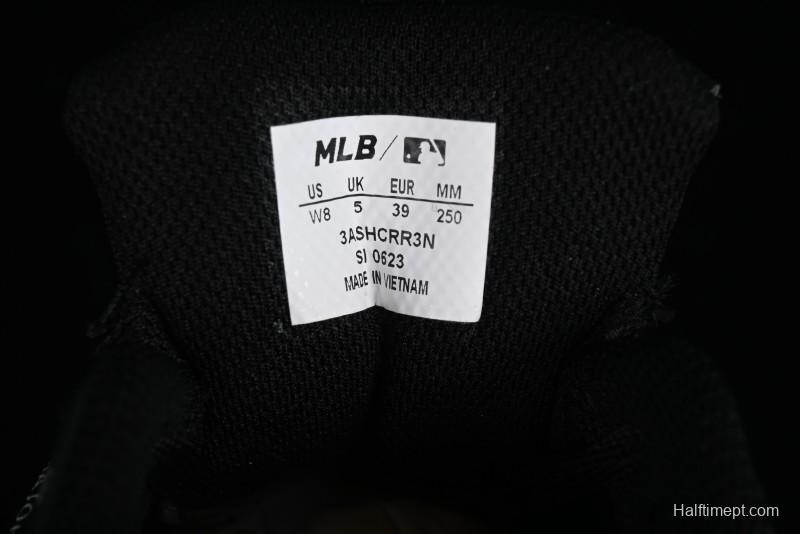 MLB/
US UK EUR MM
W8 5 39 250
3ASHCRR3N
SI 0623
MADE IN VIETNAM
Halftimept.com